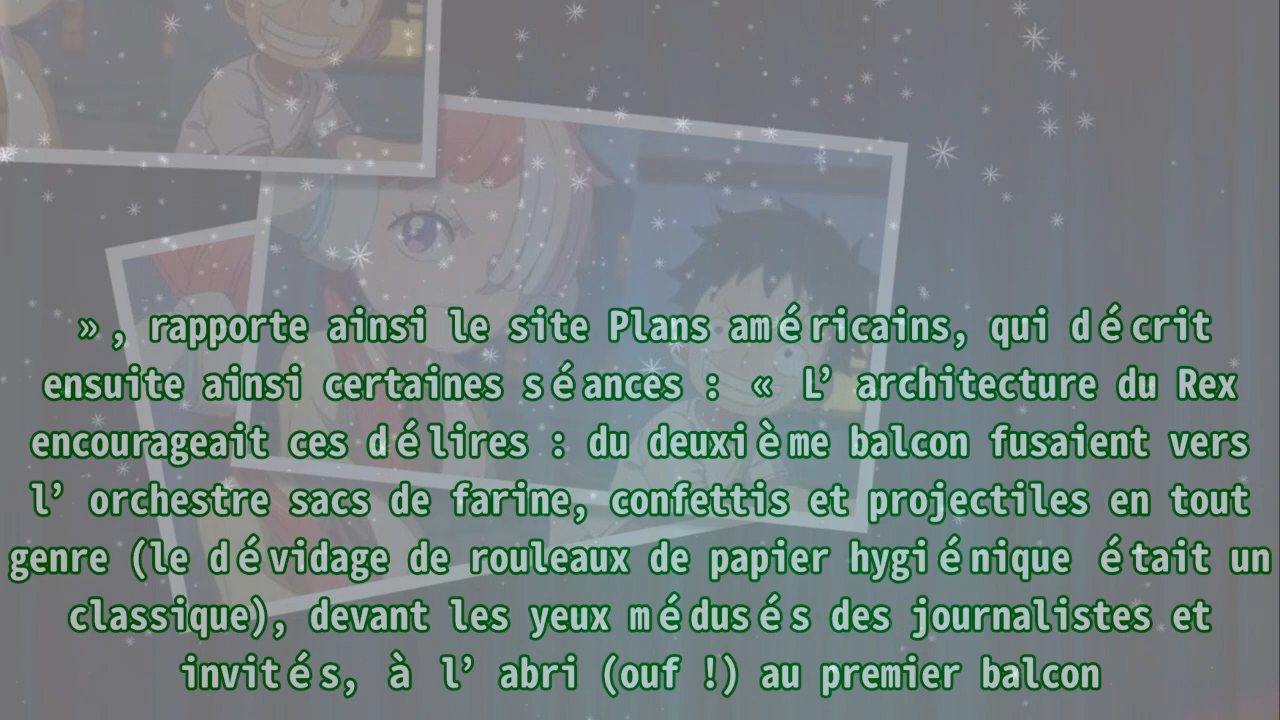 », rapporte ainsi le site Plans américains, qui décrit
ensuite ainsi certaines séances : « L’ architecture du Rex
encourageait ces délires : du deuxième balcon fusaient vers
l’ orchestre sacs de farine, confettis et projectiles en tout
genre (le dévidage de rouleaux de papier hygiénique était un
classique), devant les yeux médusés des journalistes et
invités, à l’ abri (ouf !) au premier balcon